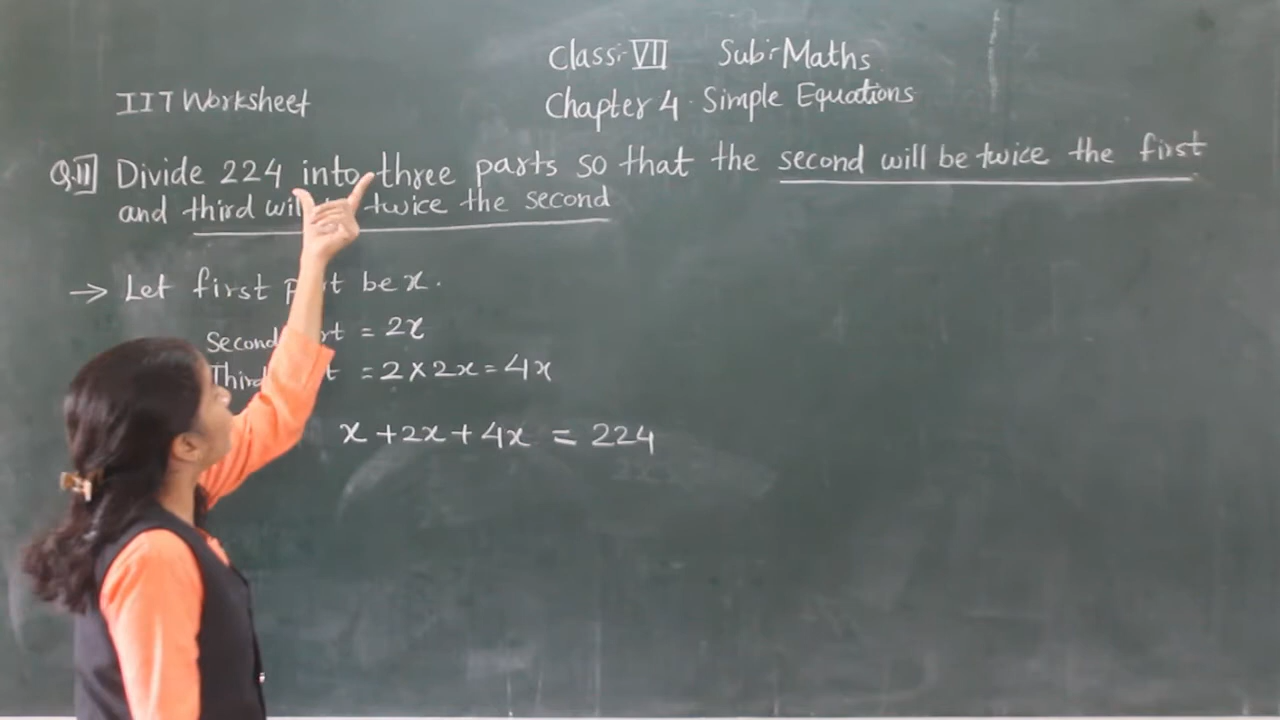 Class:- VII Sub:- Maths
IIT Worksheet
Chapter 4. Simple Equations
Q.11] Divide 224 into three parts so that the second will be twice the first
and third will twice the second
→ Let first part be x.
Second part = 2x
Third = 2 × 2x = 4x
x + 2x + 4x = 224